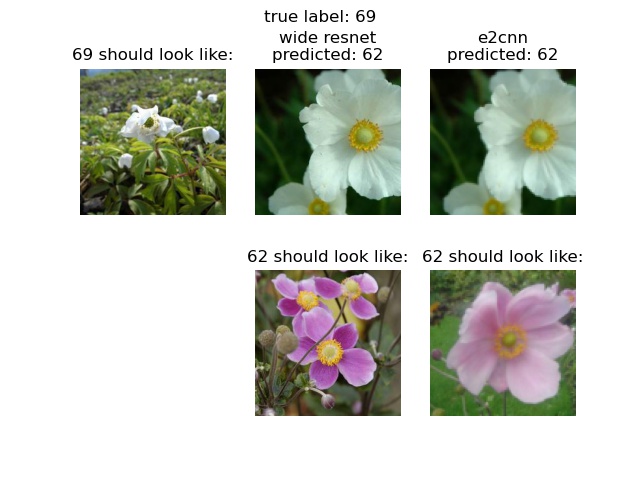 true label: 69
69 should look like:
wide resnet
predicted: 62
e2cnn
predicted: 62
62 should look like:
62 should look like: